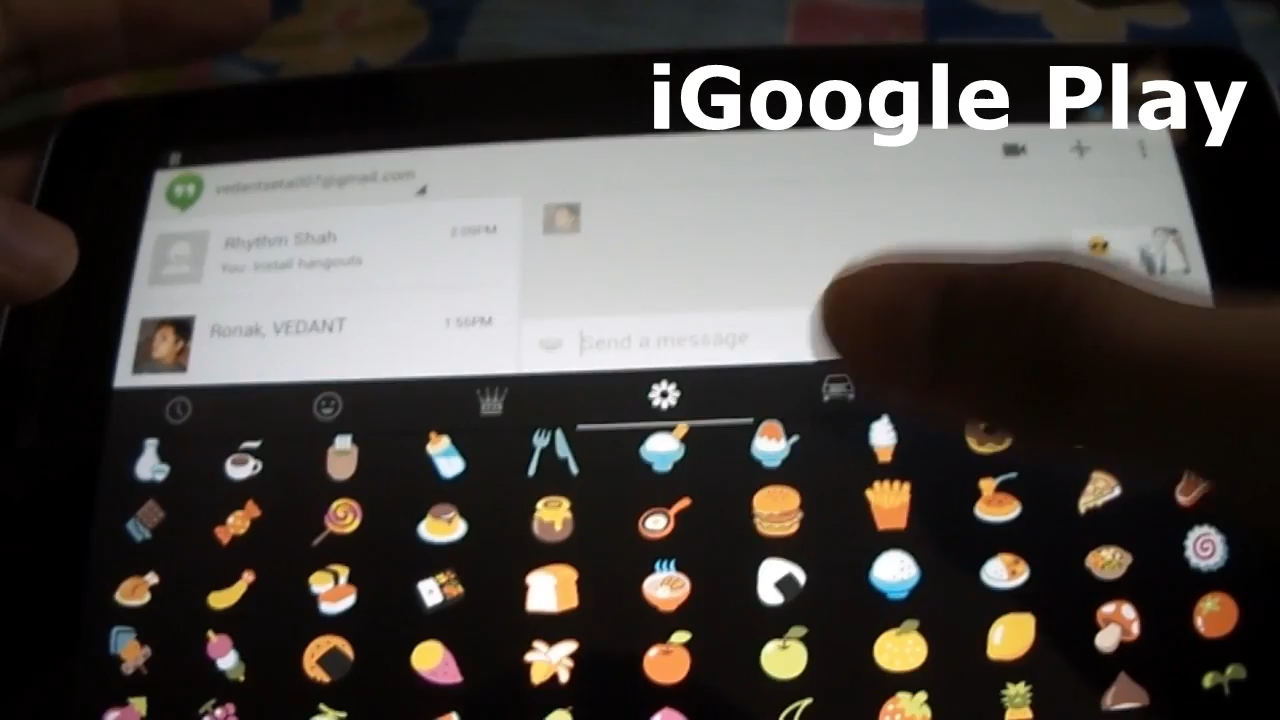 iGoogle Play
Rhythm Shah
2:09PM
You: Install hangouts
Ronak, VEDANT
1:56PM
Send a message